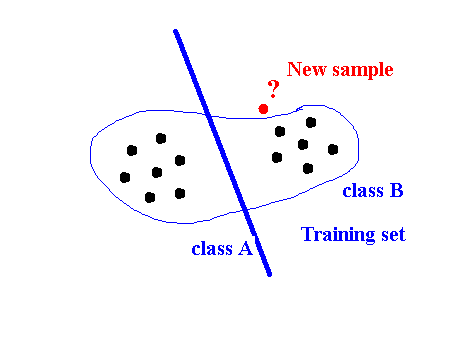 New sample
?
class B
Training set
class A